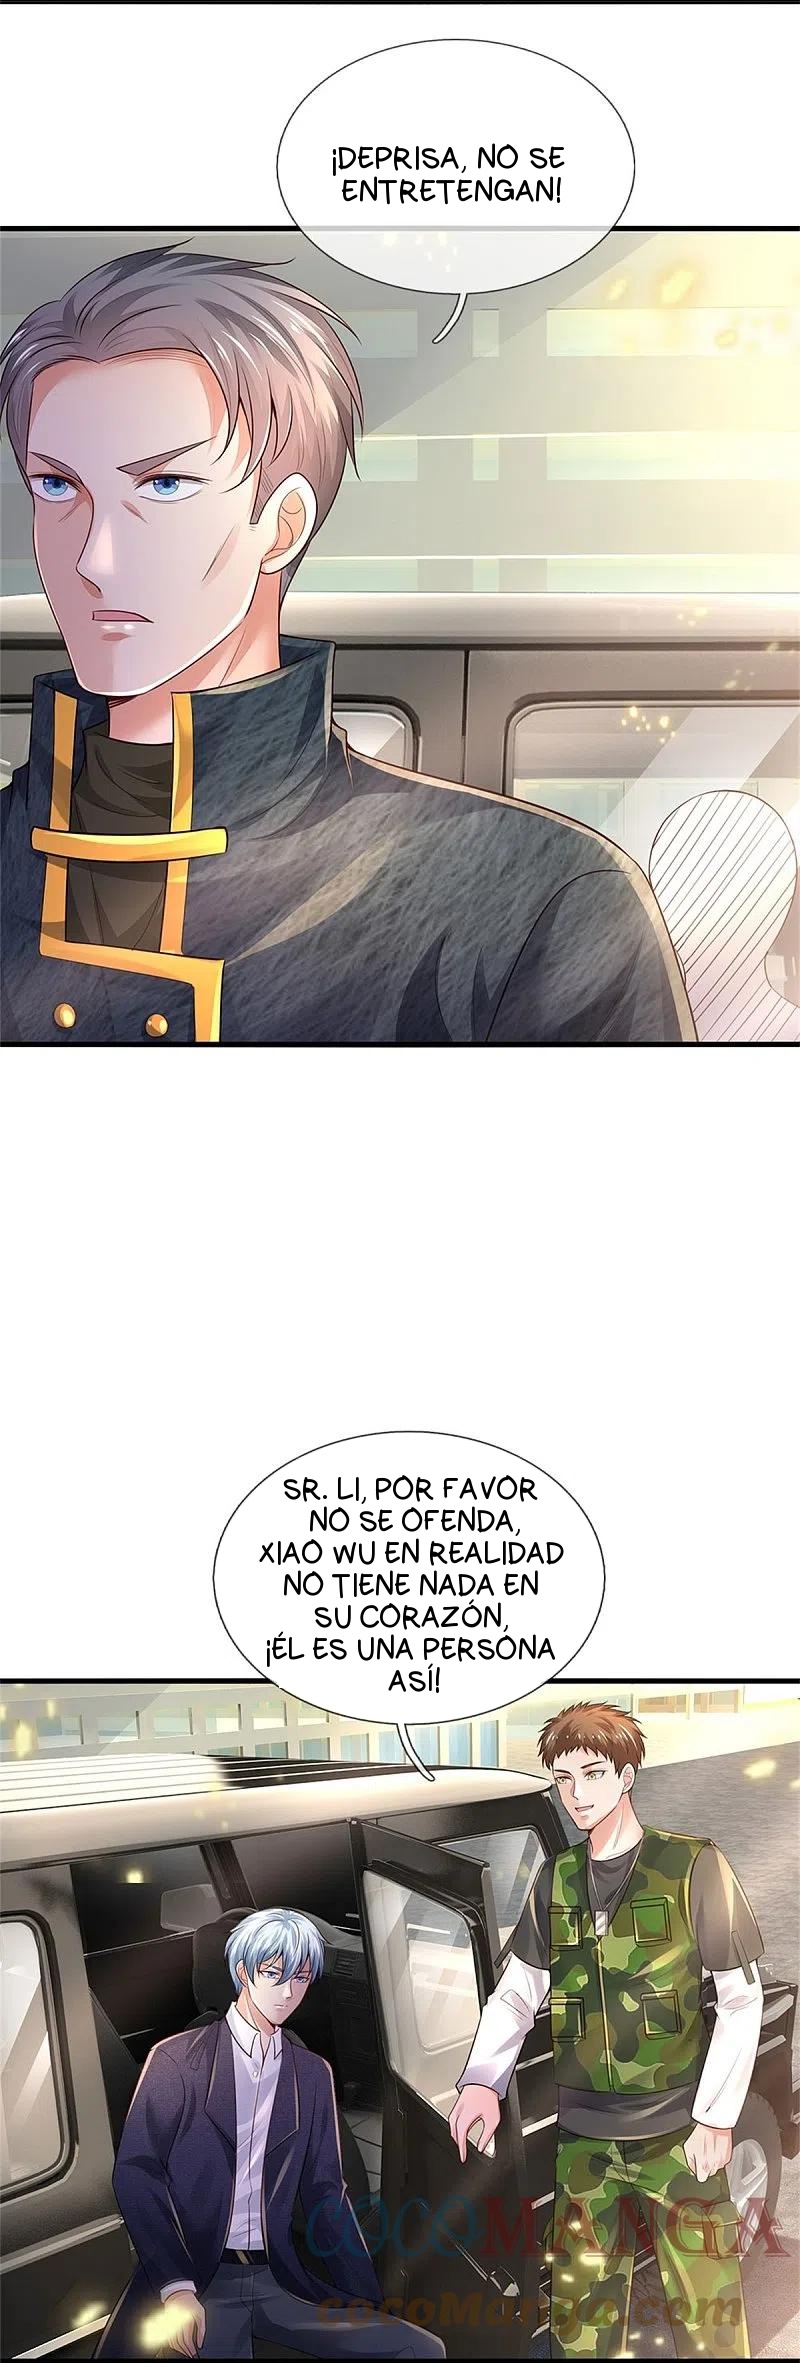 ¡DEPRISA, NO SE
ENTRETENGAN!
SR. LI, POR FAVOR
NO SE OFENDA,
XIAO WU EN REALIDAD
NO TIENE NADA EN
SU CORAZÓN,
¡ÉL ES UNA PERSONA
ASÍ!
COCOMANGA
cocoManga.com